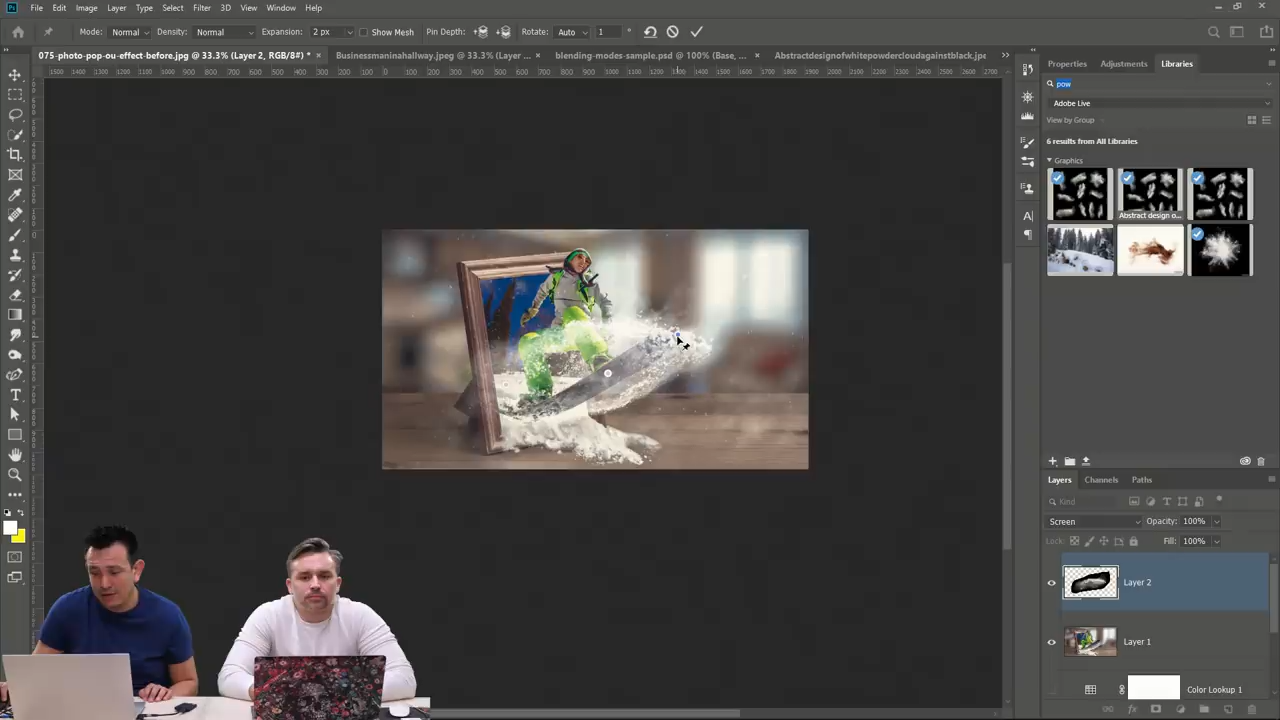 Ps File Edit Image Layer Type Select Filter 3D View Window Help
Mode: Normal Density: Normal Expansion: 2 px Show Mesh Pin Depth: Rotate: Auto 1 °
075-photo-pop-ou-effect-before.jpg @ 33.3% (Layer 2, RGB/8#) * × Businessmaninahallway.jpeg @ 33.3% (Layer ... × blending-modes-sample.psd @ 100% (Base, ... × Abstractdesignofwhitepowdercloudagainstblack.jpe
Properties Adjustments Libraries
pow
Adobe Live
View by Group
6 results from All Libraries
Graphics
Abstract design o...
Layers Channels Paths
Kind
Screen Opacity: 100%
Lock: Fill: 100%
Layer 2
Layer 1
Color Lookup 1